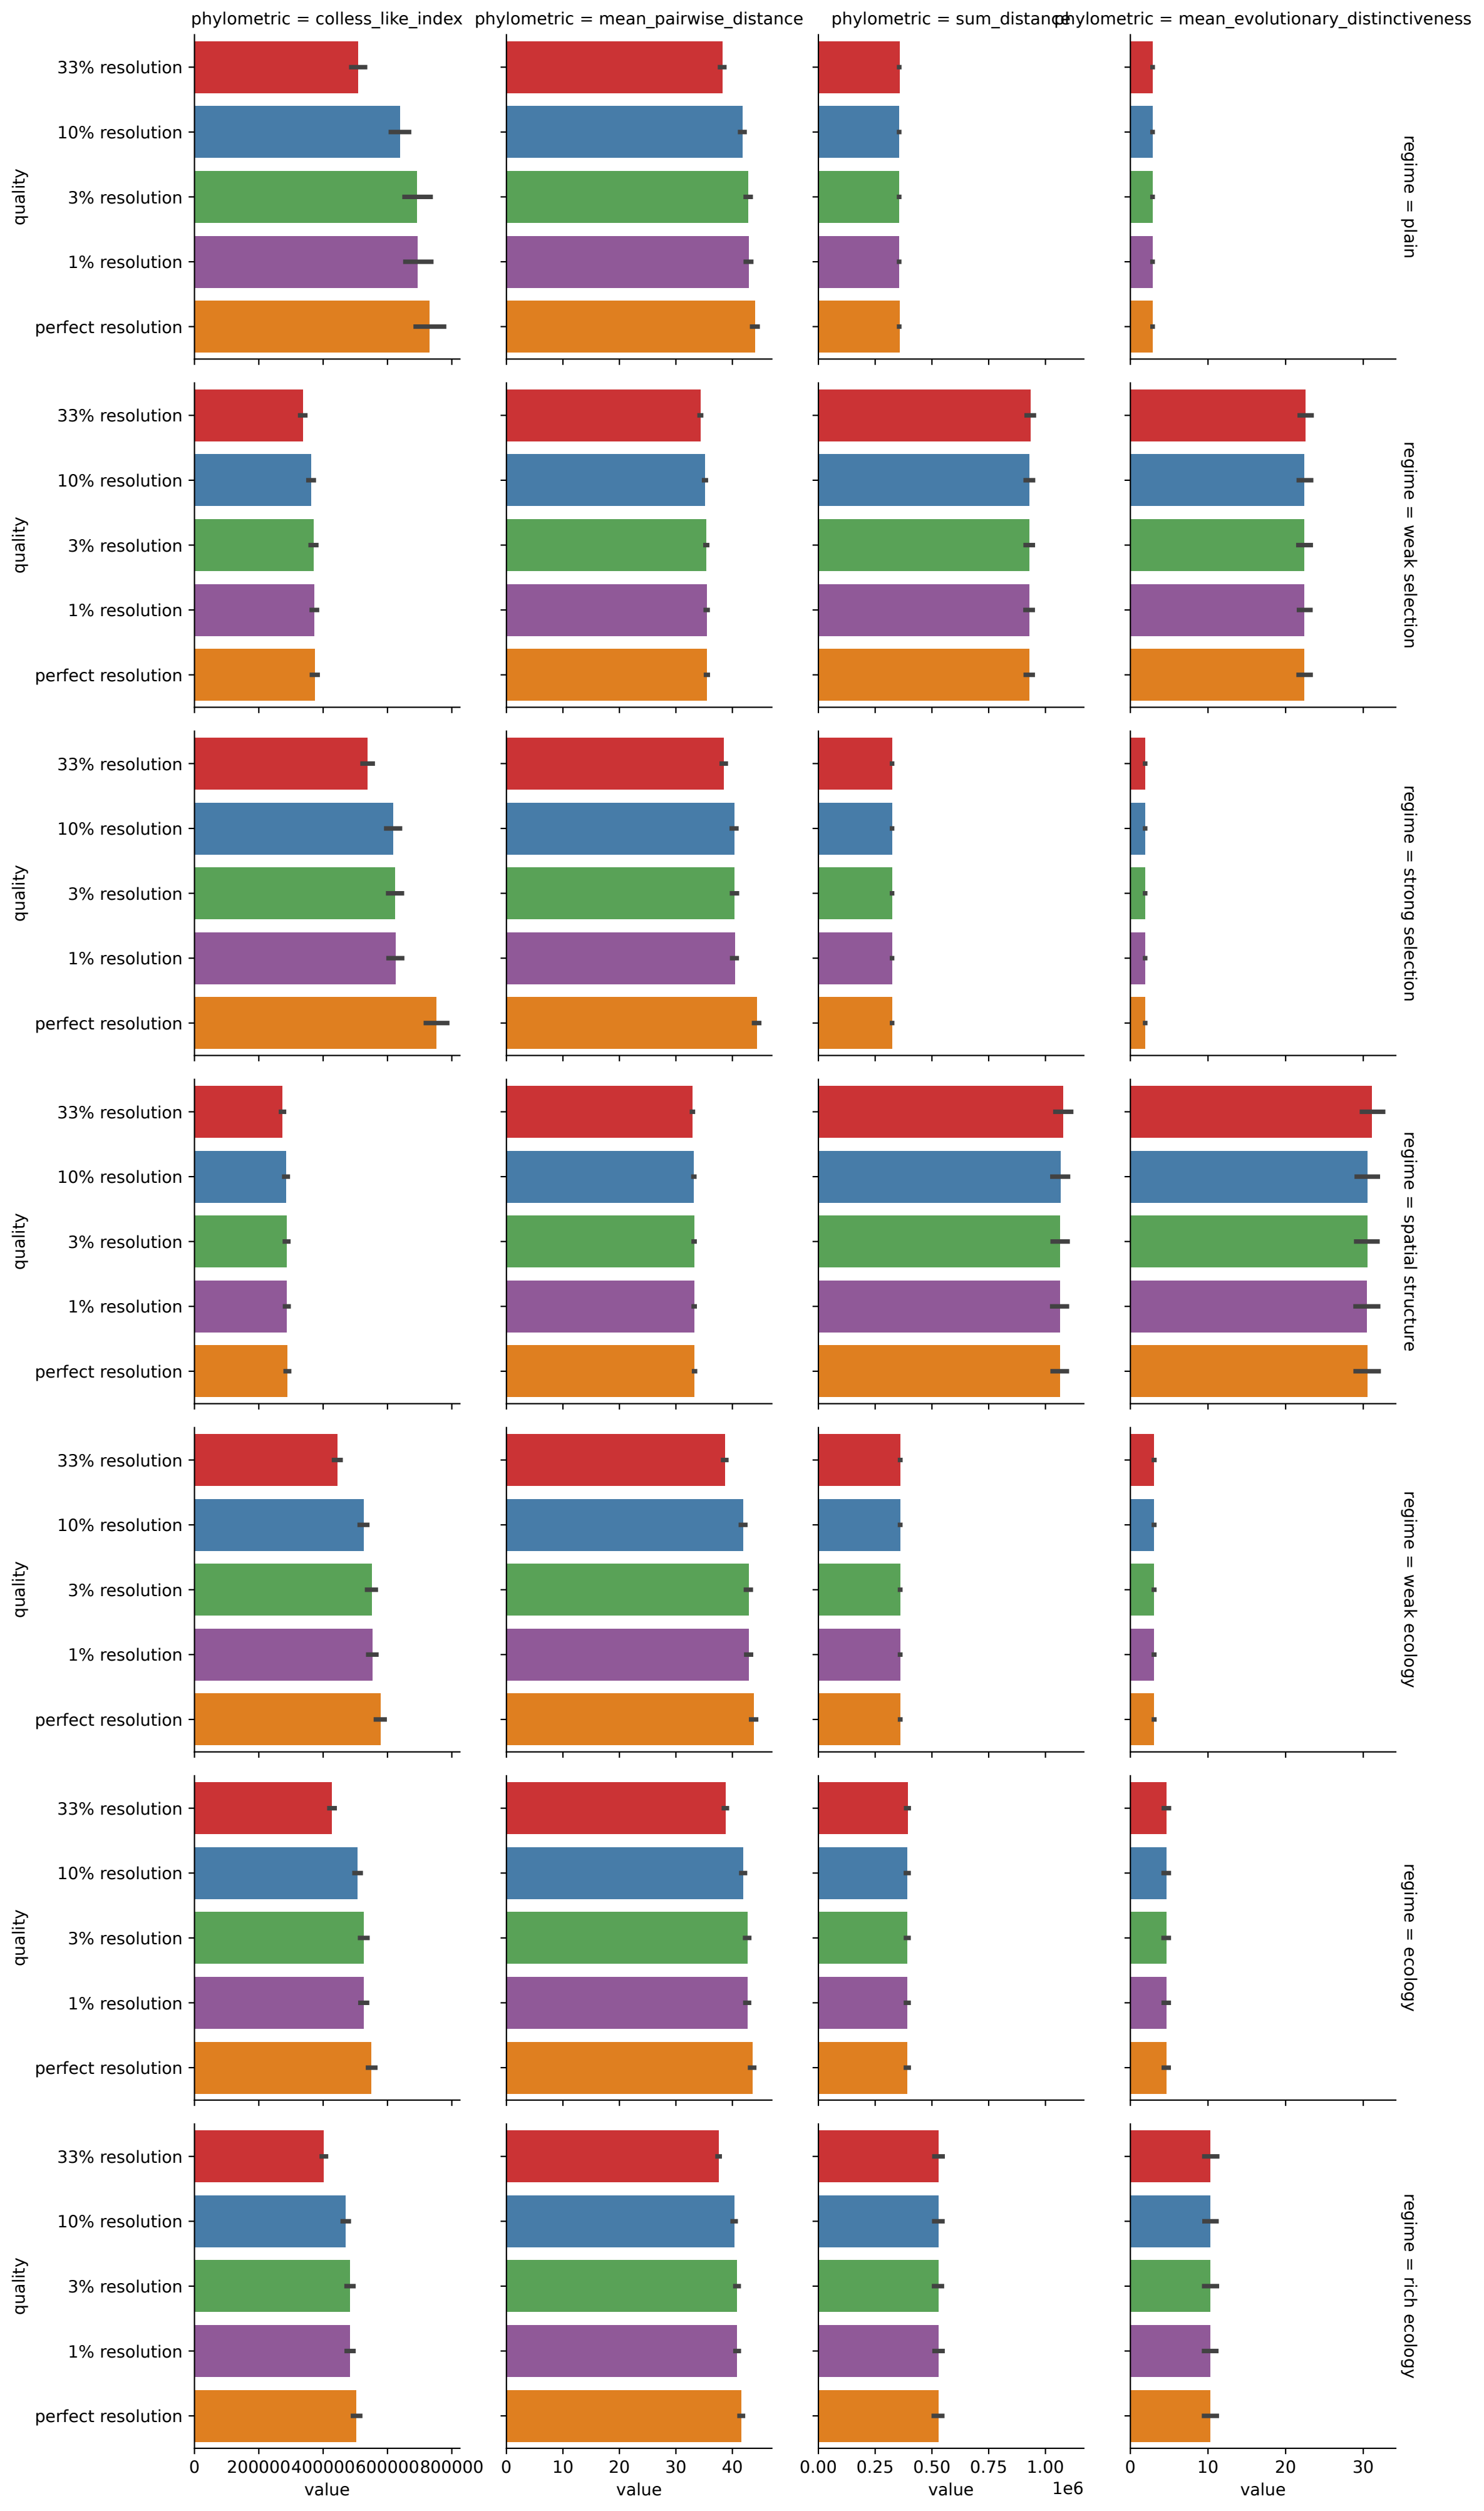 phylometric = colless_like_index phylometric = mean_pairwise_distance phylometric = sum_distance phylometric = mean_evolutionary_distinctiveness
33% resolution
10% resolution
3% resolution
1% resolution
perfect resolution
quality
regime = plain
33% resolution
10% resolution
3% resolution
1% resolution
perfect resolution
quality
regime = weak selection
33% resolution
10% resolution
3% resolution
1% resolution
perfect resolution
quality
regime = strong selection
33% resolution
10% resolution
3% resolution
1% resolution
perfect resolution
quality
regime = spatial structure
33% resolution
10% resolution
3% resolution
1% resolution
perfect resolution
quality
regime = weak ecology
33% resolution
10% resolution
3% resolution
1% resolution
perfect resolution
quality
regime = ecology
33% resolution
10% resolution
3% resolution
1% resolution
perfect resolution
quality
regime = rich ecology
0 200000 400000 600000 800000 0 10 20 30 40 0.00 0.25 0.50 0.75 1.00 0 10 20 30
1e6
value value value value